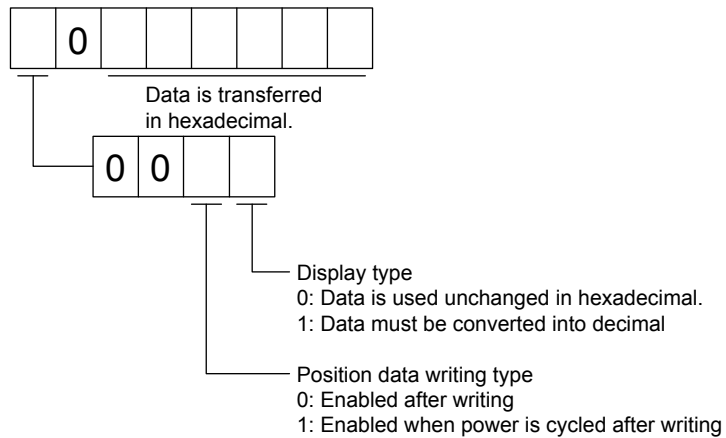 0
Data is transferred
in hexadecimal.
0 0
Display type
0: Data is used unchanged in hexadecimal.
1: Data must be converted into decimal
Position data writing type
0: Enabled after writing
1: Enabled when power is cycled after writing